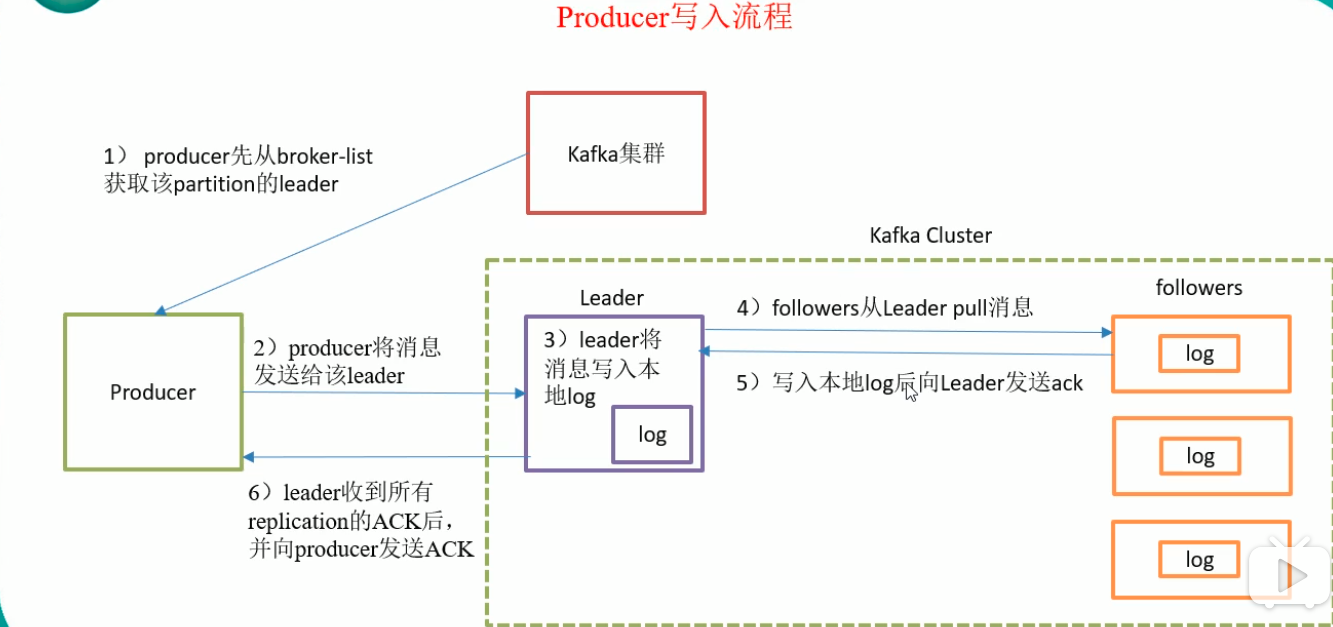 Producer写入流程
Kafka集群
1） producer先从broker-list
获取该partition的leader
Kafka Cluster
Leader
followers
Producer
2）producer将消息
发送给该leader
3）leader将
消息写入本
地log
log
4）followers从Leader pull消息
5）写入本地log后向Leader发送ack
log
log
log
6）leader收到所有
replication的ACK后，
并向producer发送ACK